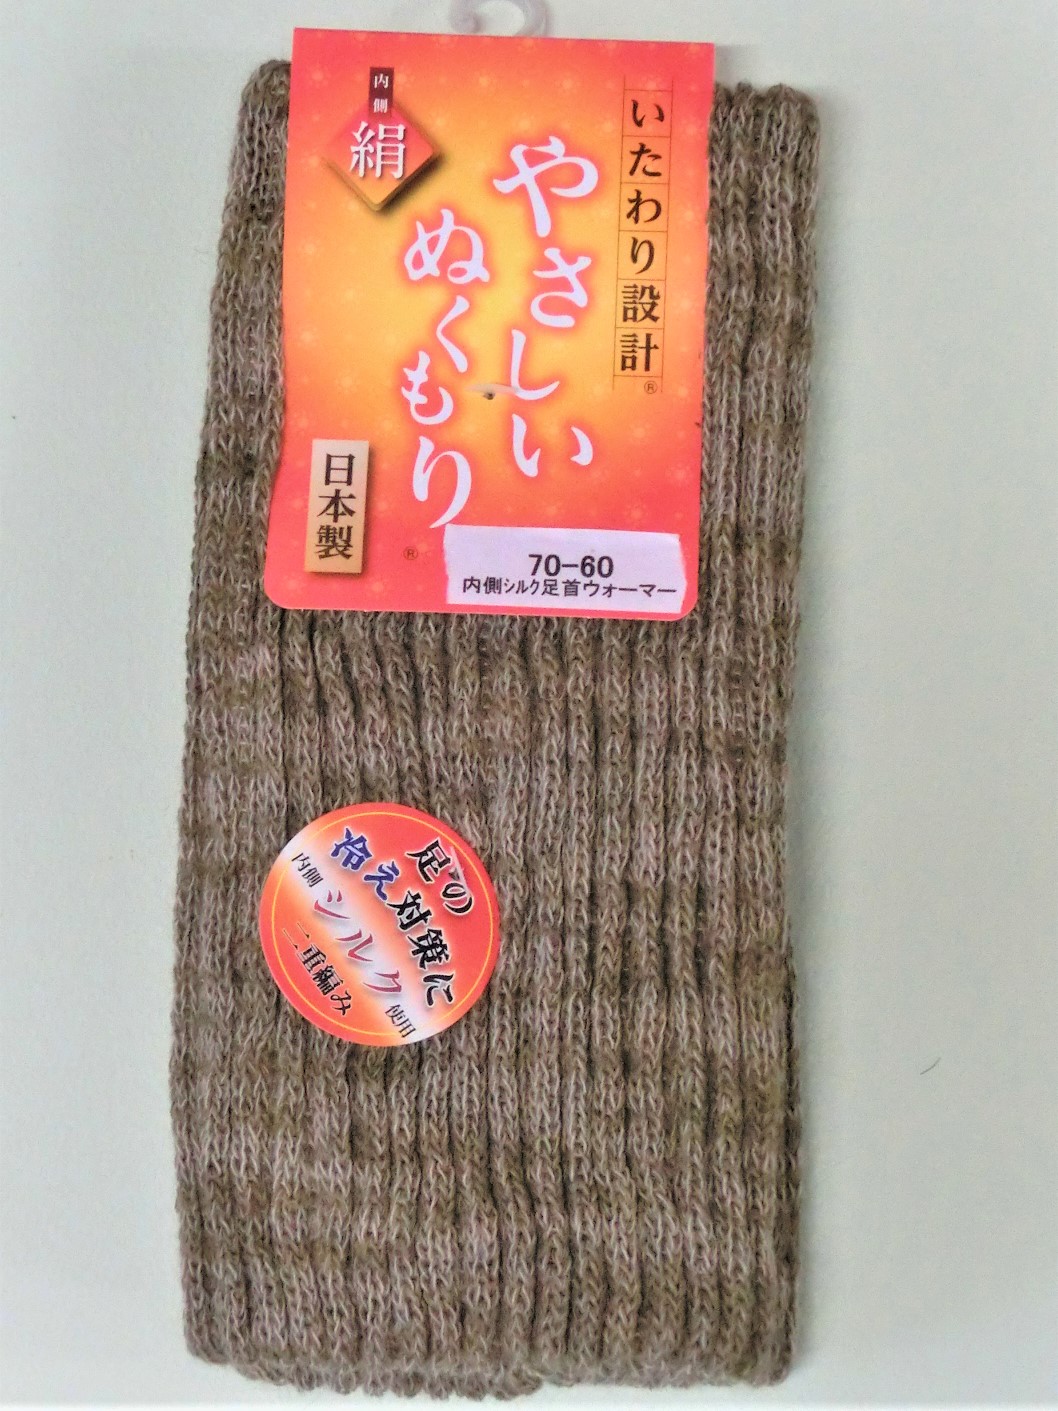 いたわり設計®
やさしい
ぬくもり®
内側
絹
日本製
70-60
内側シルク足首ウォーマー
足の
冷え対策に
内側シルク使用
二重編み